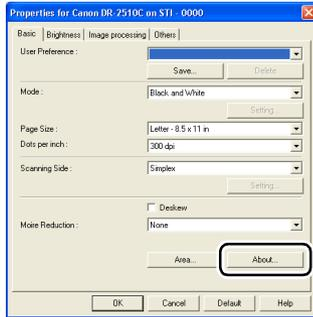 Properties for Canon DR-2510C on STI - 0000
Basic Brightness Image processing Others
User Preference :
Save... Delete
Mode : Black and White
Setting...
Page Size : Letter - 8.5 x 11 in
Dots per inch : 300 dpi
Scanning Side : Simplex
Setting...
Deskew
Moire Reduction : None
Area... About...
OK Cancel Default Help